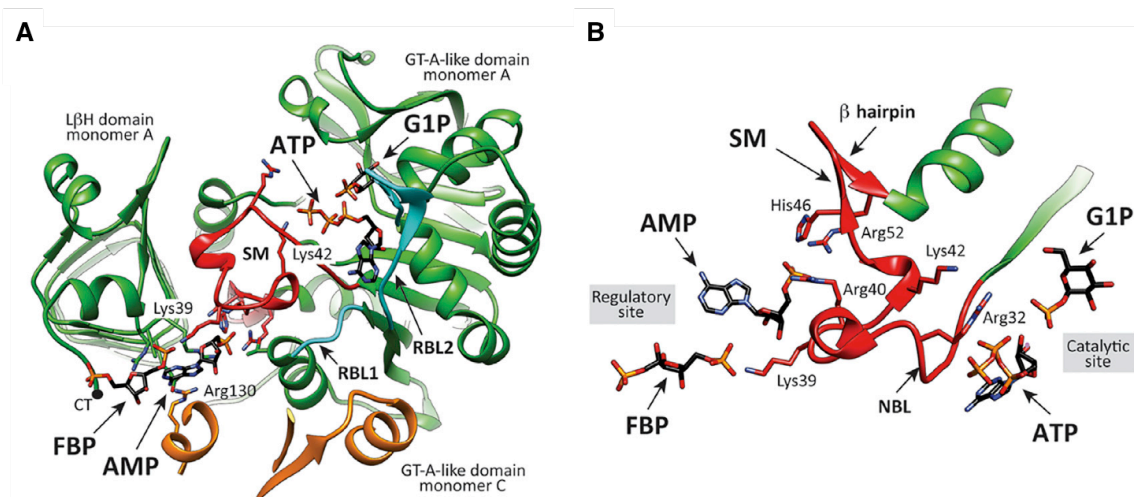 A
LβH domain
monomer A
GT-A-like domain
monomer A
G1P
ATP
SM
Lys42
Lys39
RBL2
RBL1
Arg130
CT
FBP
AMP
GT-A-like domain
monomer C
B
β hairpin
SM
His46
Arg52
G1P
AMP
Lys42
Regulatory
site
Arg40
Arg32
Catalytic
site
Lys39
FBP
NBL
ATP